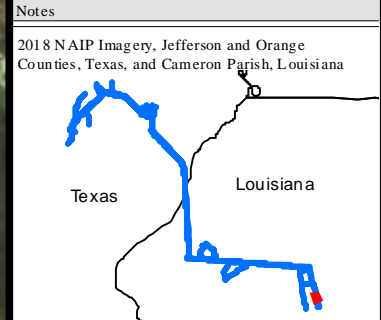 Notes
2018 NAIP Imagery, Jefferson and Orange
Counties, Texas, and Cameron Parish, Louisiana
Texas
Louisiana